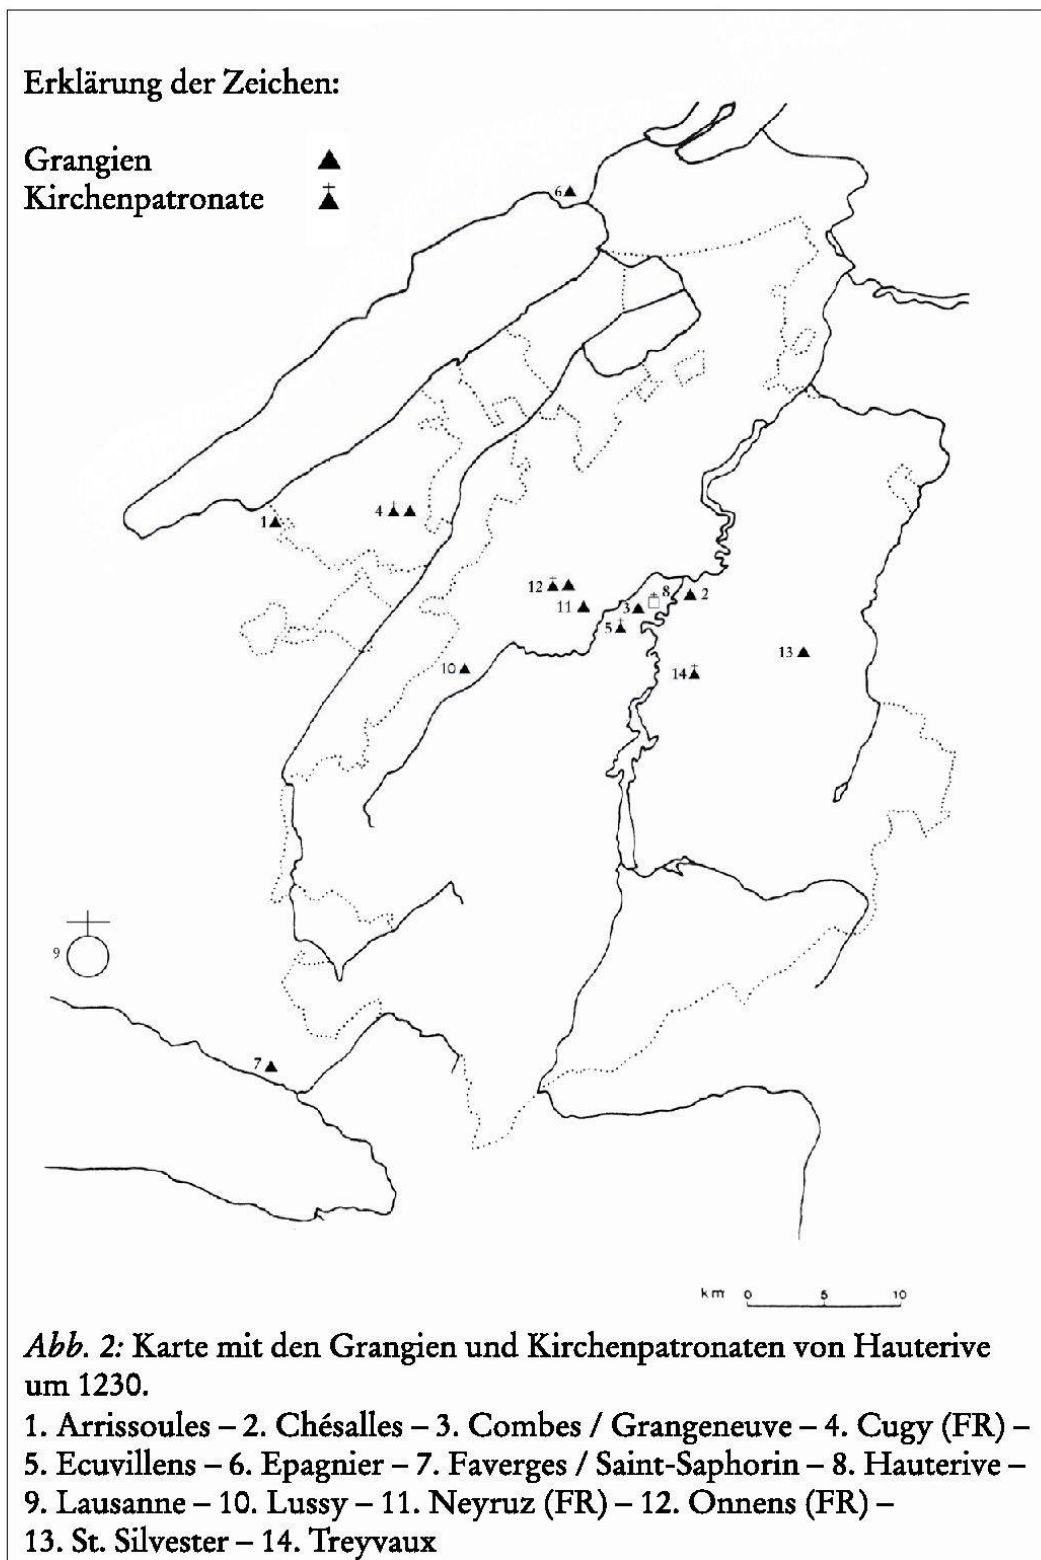 Erklärung der Zeichen:
Grangien
Kirchenpatronate
6
1
4
12
11
3
8
2
5
10
14
13
9
7
km 0 5 10
Abb. 2: Karte mit den Grangien und Kirchenpatronaten von Hauterive
um 1230.
1. Arrissoules – 2. Chésalles – 3. Combes / Grangeneuve – 4. Cugy (FR) –
5. Ecuvillens – 6. Epagnier – 7. Faverges / Saint-Saphorin – 8. Hauterive –
9. Lausanne – 10. Lussy – 11. Neyruz (FR) – 12. Onnens (FR) –
13. St. Silvester – 14. Treyvaux